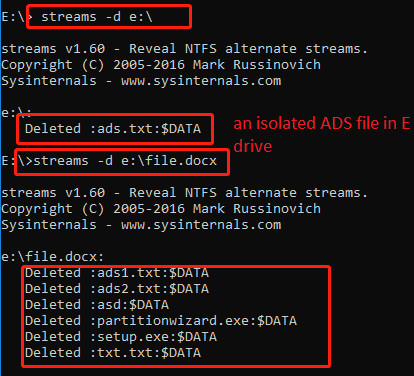 E:\> streams -d e:\
streams v1.60 - Reveal NTFS alternate streams.
Copyright (C) 2005-2016 Mark Russinovich
Sysinternals - www.sysinternals.com
e:\:
Deleted :ads.txt:$DATA
an isolated ADS file in E
drive
E:\>streams -d e:\file.docx
streams v1.60 - Reveal NTFS alternate streams.
Copyright (C) 2005-2016 Mark Russinovich
Sysinternals - www.sysinternals.com
e:\file.docx:
Deleted :ads1.txt:$DATA
Deleted :ads2.txt:$DATA
Deleted :asd:$DATA
Deleted :partitionwizard.exe:$DATA
Deleted :setup.exe:$DATA
Deleted :txt.txt:$DATA